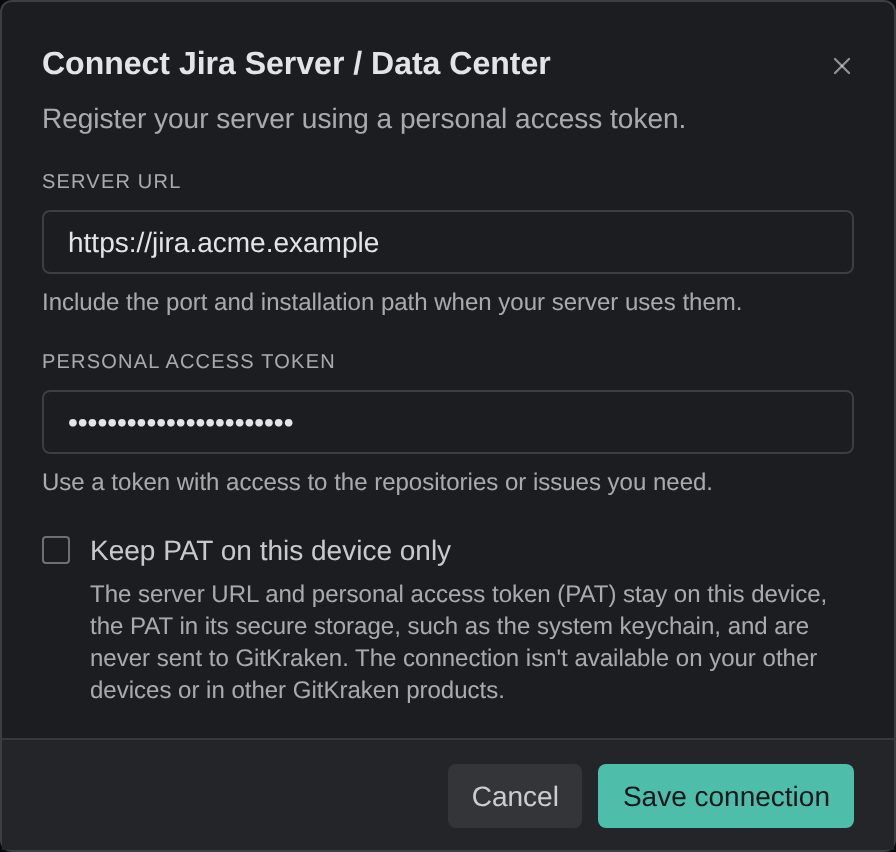 Connect Jira Server / Data Center
Register your server using a personal access token.
SERVER URL
https://jira.acme.example
Include the port and installation path when your server uses them.
PERSONAL ACCESS TOKEN
•••••••••••••••••••••••
Use a token with access to the repositories or issues you need.
Keep PAT on this device only
The server URL and personal access token (PAT) stay on this device,
the PAT in its secure storage, such as the system keychain, and are
never sent to GitKraken. The connection isn't available on your other
devices or in other GitKraken products.
Cancel
Save connection